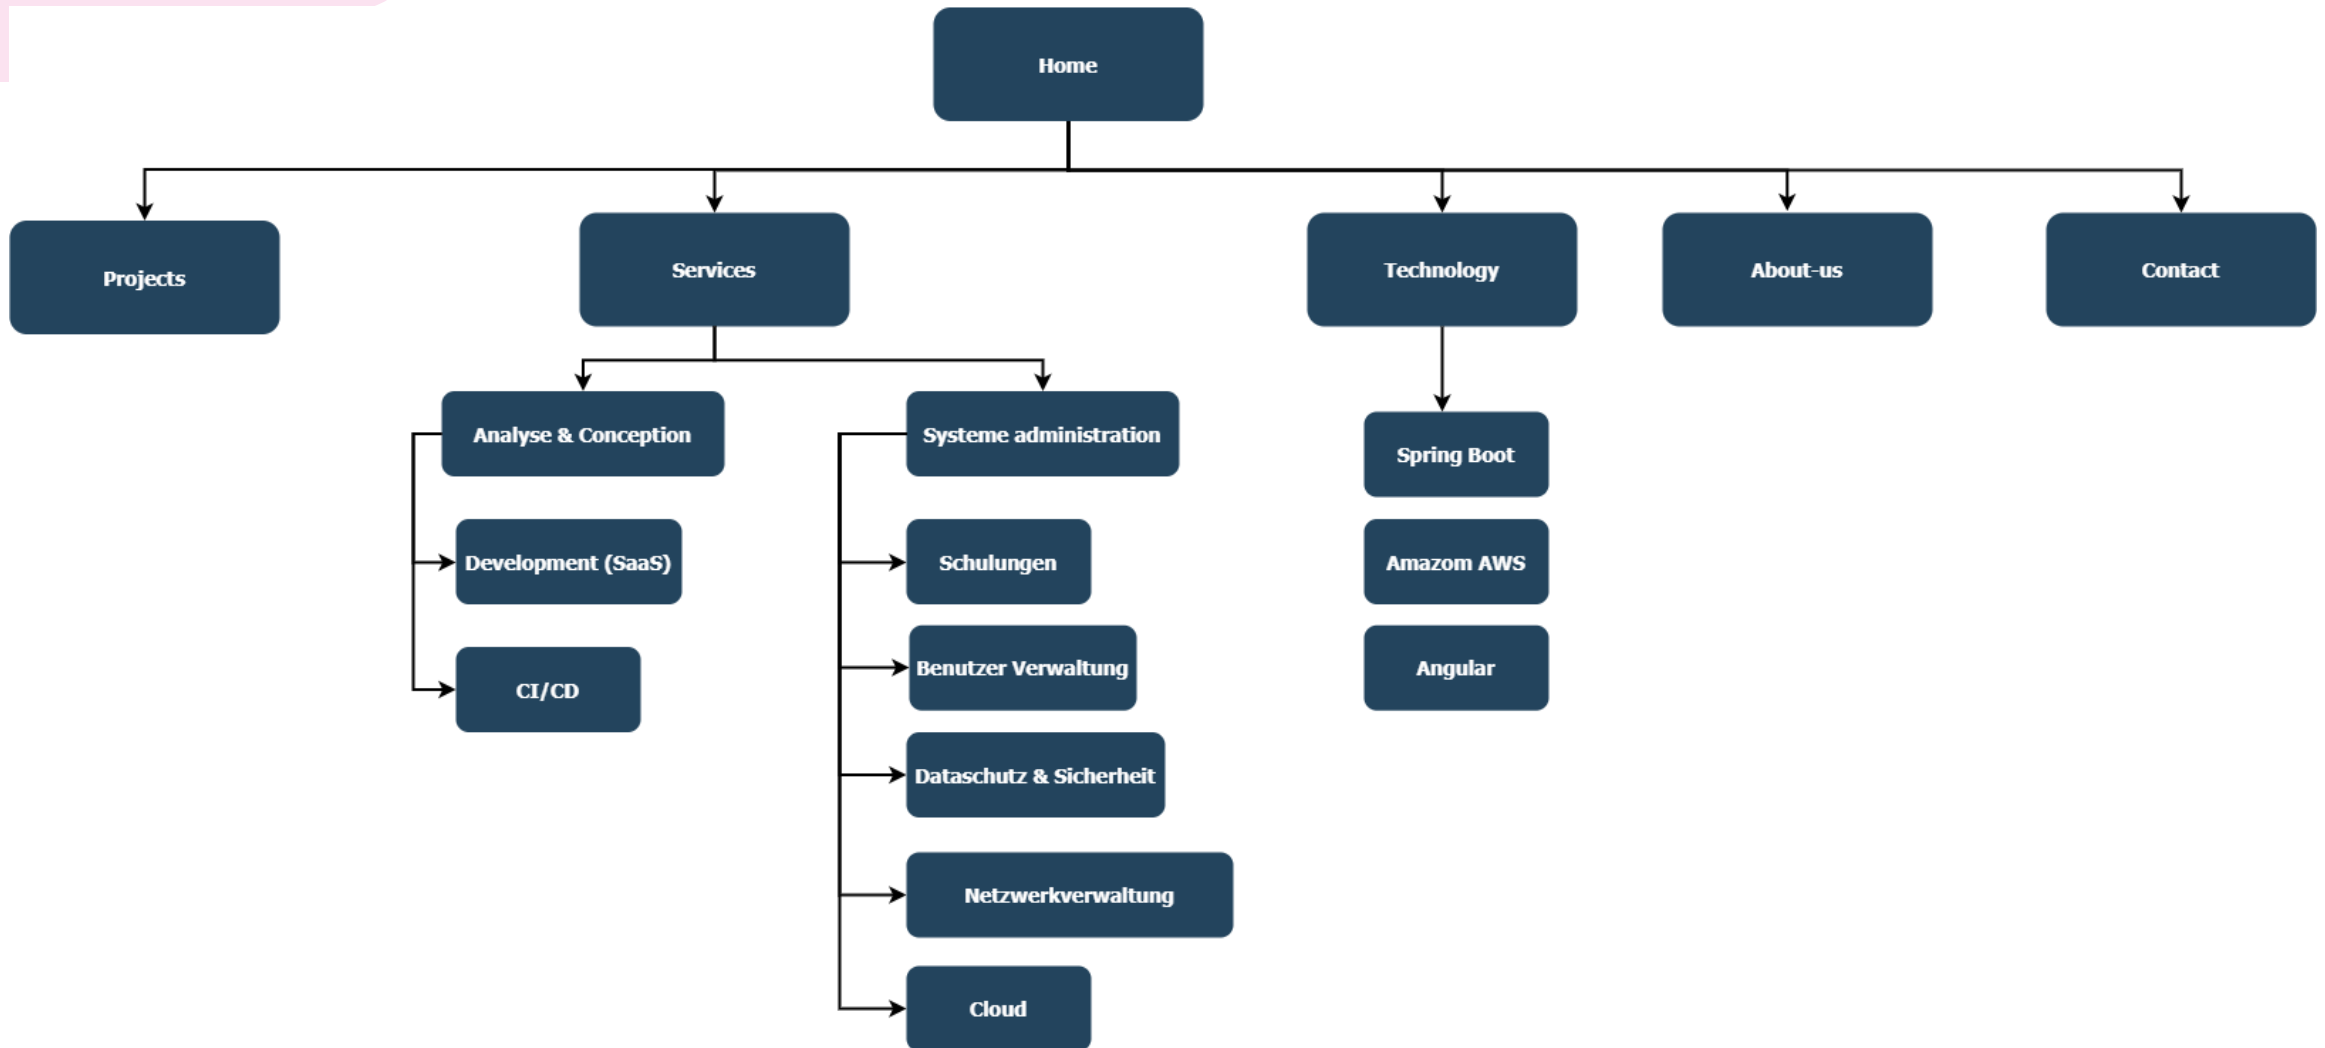 Home
Projects
Services
Technology
About-us
Contact
Analyse & Conception
Systeme administration
Spring Boot
Development (SaaS)
Schulungen
Amazom AWS
Benutzer Verwaltung
Angular
CI/CD
Dataschutz & Sicherheit
Netzwerkverwaltung
Cloud